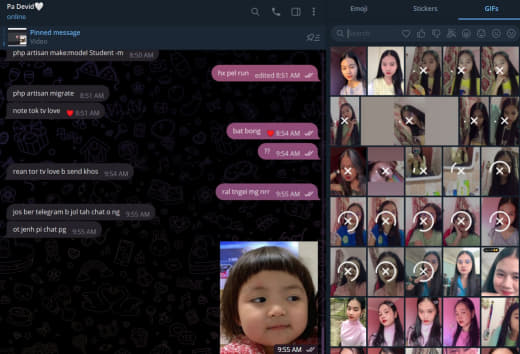 Pa Devid🤍
online
Pinned message
Video
php artisan make:model Student -m 8:50 AM
hx pel run edited 8:51 AM
php artisan migrate 8:51 AM
note tok tv love ❤ 8:51 AM
bat bong ❤ 8:54 AM
?? 9:54 AM
rean tor tv love b send khos 9:54 AM
ral tngei mg nrr 9:55 AM
jos ber telegram b jol tah chat o ng 9:55 AM
ot jenh pi chat pg 9:55 AM
9:55 AM
Emoji Stickers GIFs
Search